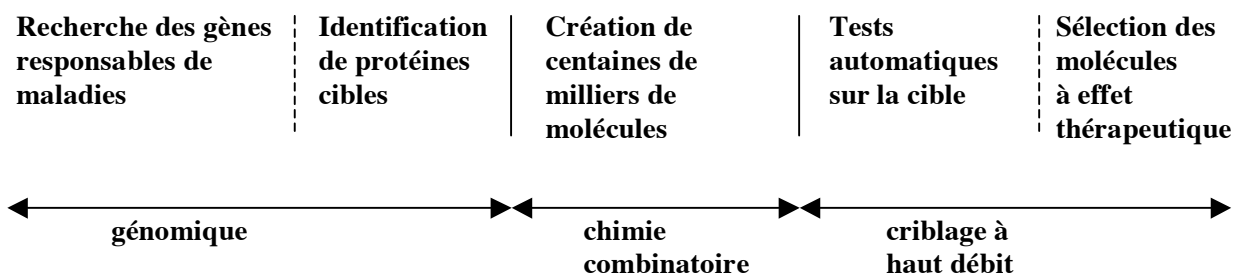 Recherche des gènes
responsables de
maladies
Identification
de protéines
cibles
Création de
centaines de
milliers de
molécules
Tests
automatiques
sur la cible
Sélection des
molécules
à effet
thérapeutique
génomique
chimie
combinatoire
criblage à
haut débit